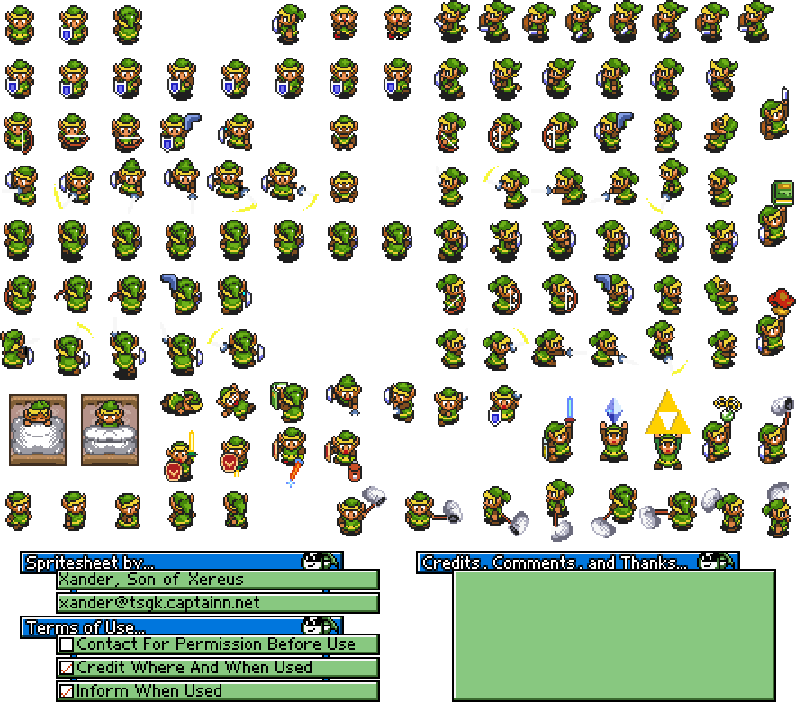 Spritesheet by...
Xander, Son of Xereus
xander@tsgk.captainn.net
Terms of Use...
Contact For Permission Before Use
Credit Where And When Used
Inform When Used
Credits, Comments, and Thanks...